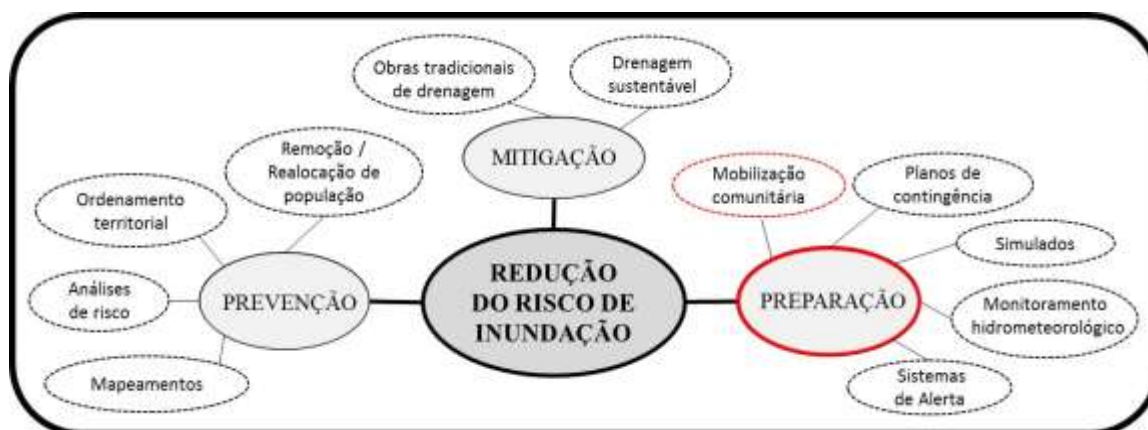 Obras tradicionais
de drenagem
Drenagem
sustentável
MITIGAÇÃO
Remoção /
Realocação de
população
Ordenamento
territorial
Análises
de risco
Mapeamentos
PREVENÇÃO
REDUÇÃO
DO RISCO DE
INUNDAÇÃO
Mobilização
comunitária
Planos de
contingência
Simulados
PREPARAÇÃO
Monitoramento
hidrometeorológico
Sistemas
de Alerta